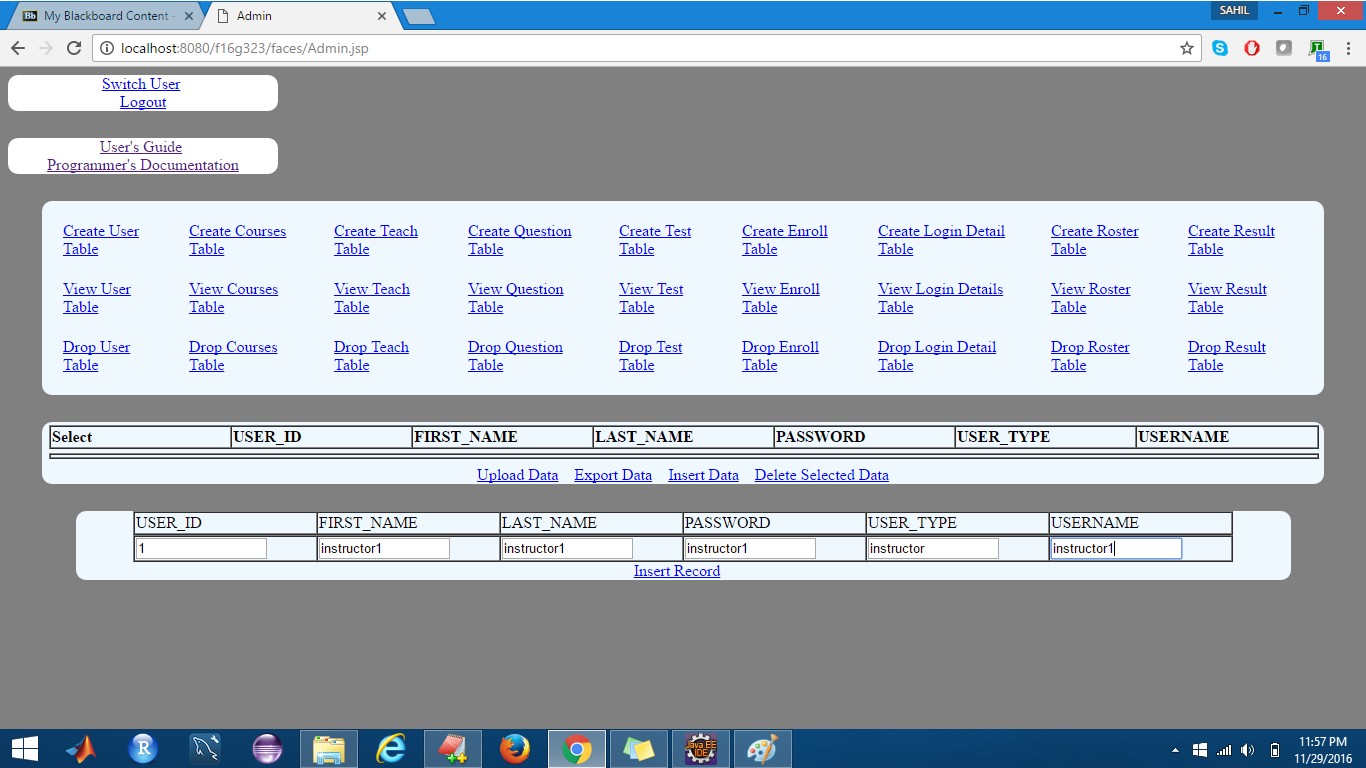 Bb My Blackboard Content -
Admin
SAHIL
localhost:8080/f16g323/faces/Admin.jsp
16
Switch User
Logout
User's Guide
Programmer's Documentation
Create User Table
Create Courses Table
Create Teach Table
Create Question Table
Create Test Table
Create Enroll Table
Create Login Detail Table
Create Roster Table
Create Result Table
View User Table
View Courses Table
View Teach Table
View Question Table
View Test Table
View Enroll Table
View Login Details Table
View Roster Table
View Result Table
Drop User Table
Drop Courses Table
Drop Teach Table
Drop Question Table
Drop Test Table
Drop Enroll Table
Drop Login Detail Table
Drop Roster Table
Drop Result Table
Select USER_ID FIRST_NAME LAST_NAME PASSWORD USER_TYPE USERNAME
Upload Data Export Data Insert Data Delete Selected Data
USER_ID FIRST_NAME LAST_NAME PASSWORD USER_TYPE USERNAME
1 instructor1 instructor1 instructor1 instructor instructor1
Insert Record
R
Java EE
IDE
11:57 PM
11/29/2016